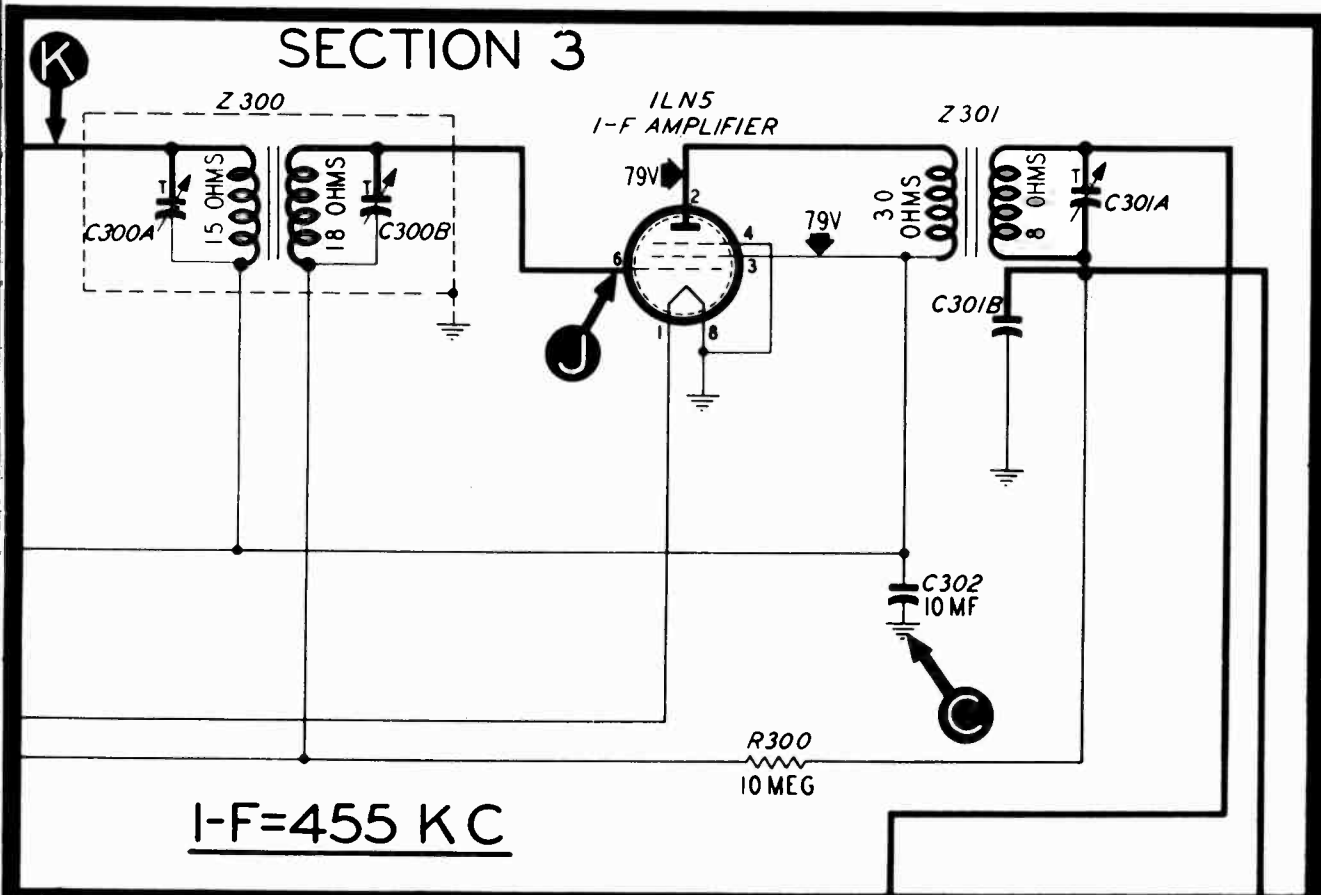 K
SECTION 3
Z 300
1LN5
I-F AMPLIFIER
Z 301
T
C300A
15 OHMS
18 OHMS
T
C300B
79V
2
79V
30
OHMS
8 OHMS
T
C301A
4
3
6
1
8
J
C301B
C302
10 MF
C
R300
10 MEG
I-F=455 KC